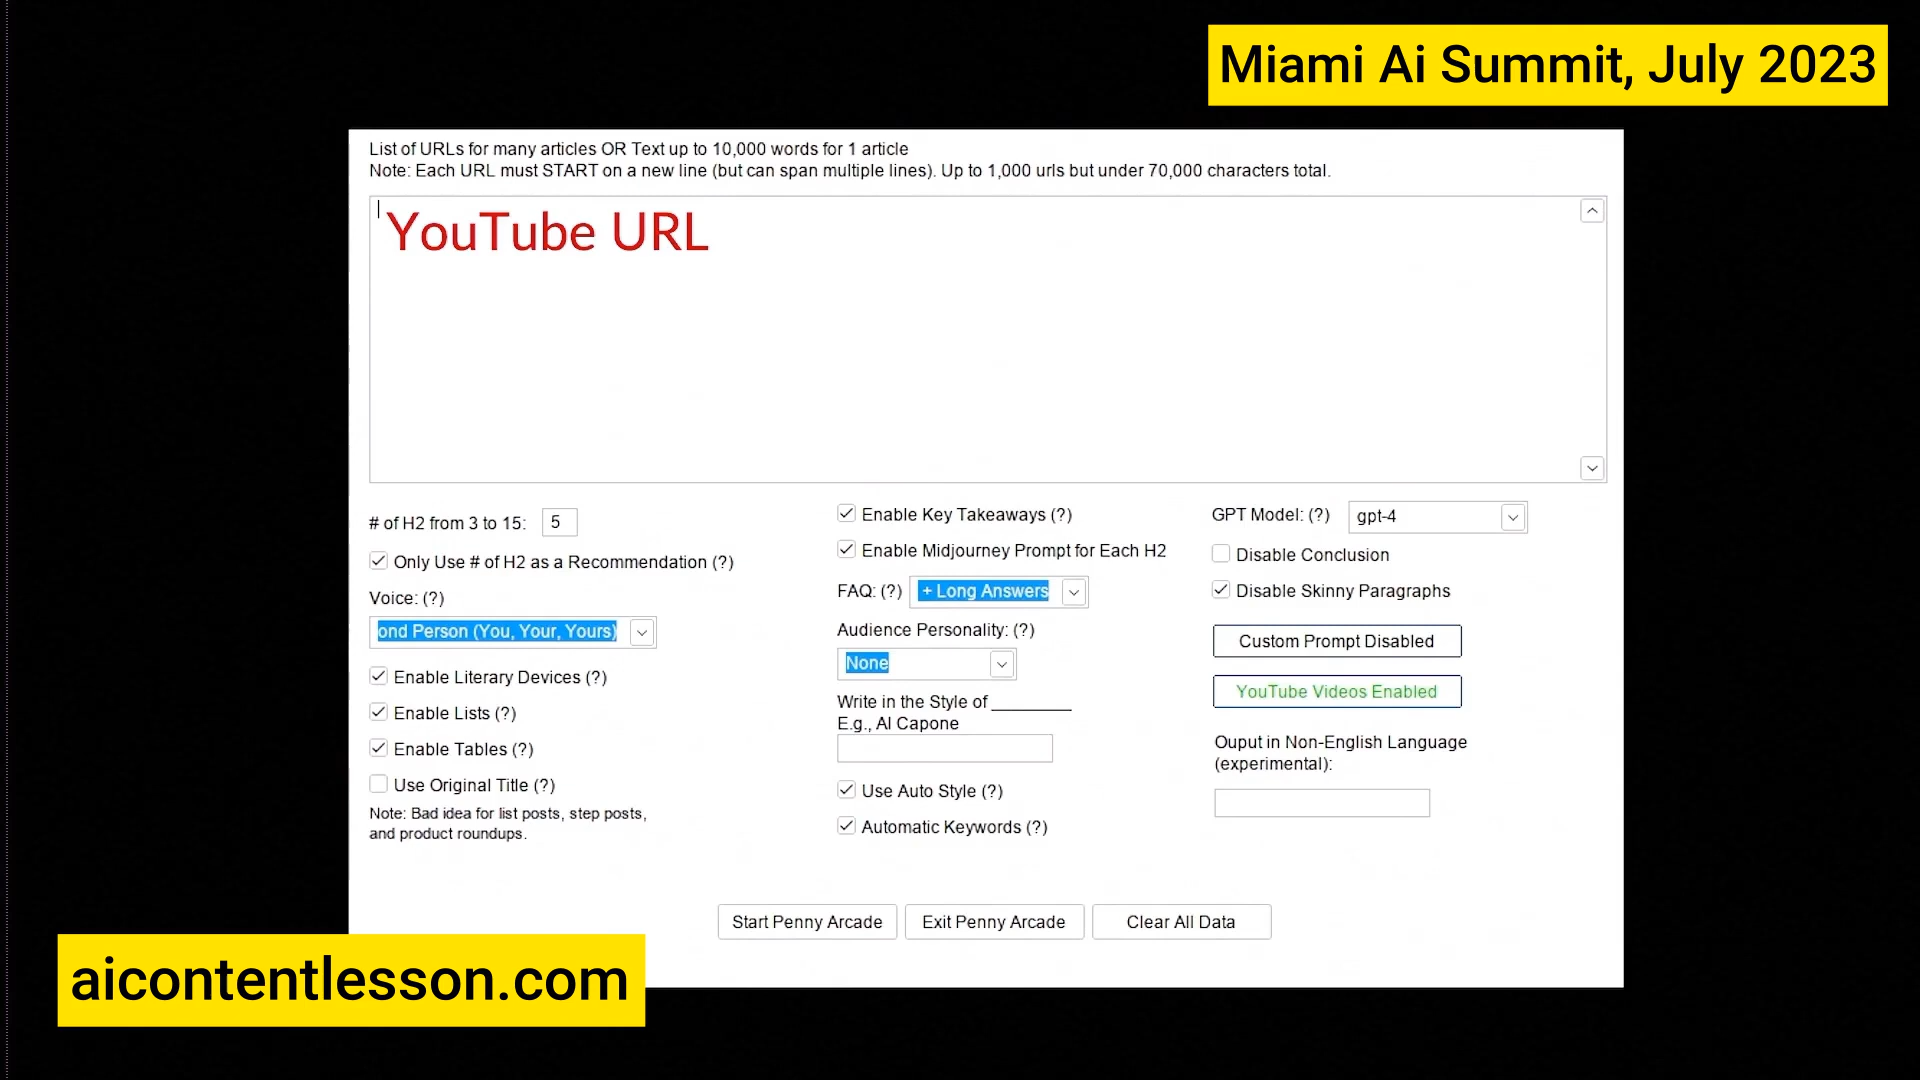 Miami Ai Summit, July 2023
List of URLs for many articles OR Text up to 10,000 words for 1 article
Note: Each URL must START on a new line (but can span multiple lines). Up to 1,000 urls but under 70,000 characters total.
YouTube URL
# of H2 from 3 to 15: 5
Only Use # of H2 as a Recommendation (?)
Voice: (?)
ond Person (You, Your, Yours)
Enable Literary Devices (?)
Enable Lists (?)
Enable Tables (?)
Use Original Title (?)
Note: Bad idea for list posts, step posts,
and product roundups.
Enable Key Takeaways (?)
Enable Midjourney Prompt for Each H2
FAQ: (?) + Long Answers
Audience Personality: (?)
None
Write in the Style of _________
E.g., Al Capone
Use Auto Style (?)
Automatic Keywords (?)
GPT Model: (?) gpt-4
Disable Conclusion
Disable Skinny Paragraphs
Custom Prompt Disabled
YouTube Videos Enabled
Ouput in Non-English Language
(experimental):
Start Penny Arcade
Exit Penny Arcade
Clear All Data
aicontentlesson.com